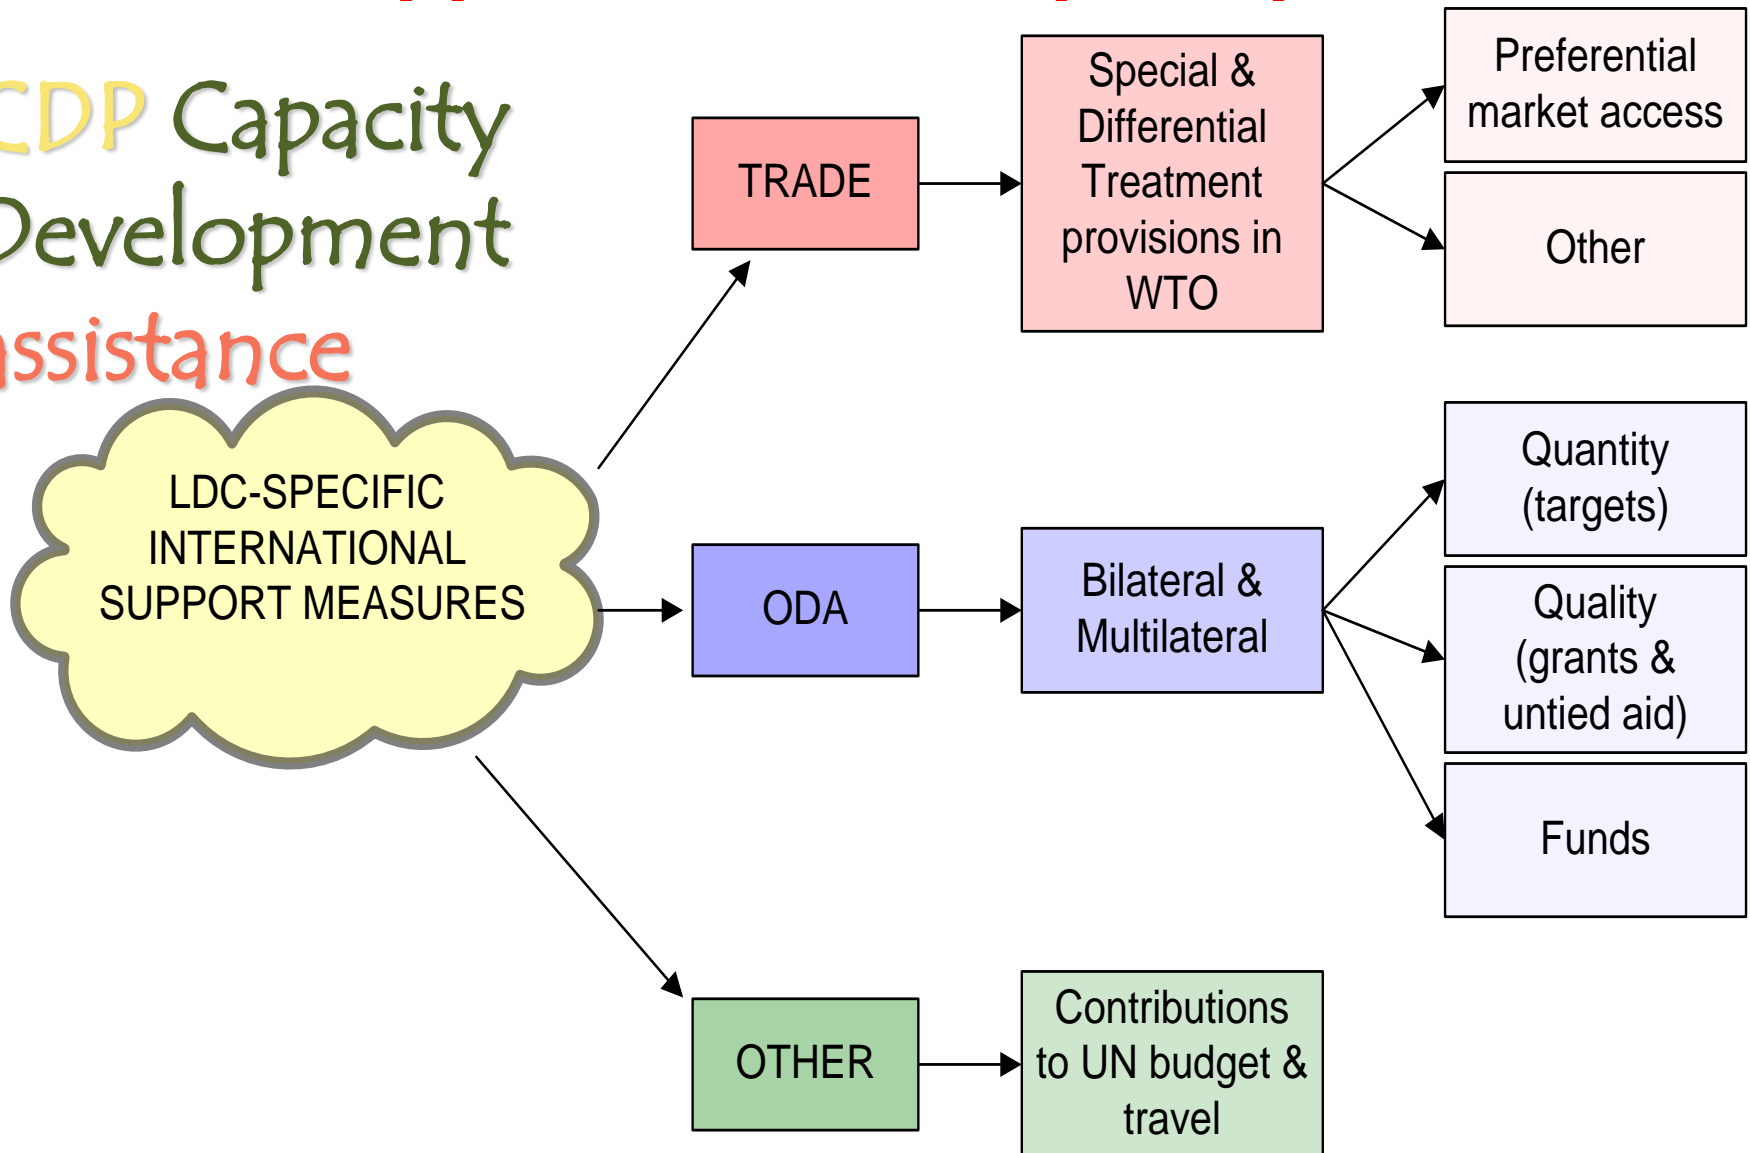 CDP Capacity
Development
assistance
LDC-SPECIFIC
INTERNATIONAL
SUPPORT MEASURES
TRADE
Special &
Differential
Treatment
provisions in
WTO
Preferential
market access
Other
ODA
Bilateral &
Multilateral
Quantity
(targets)
Quality
(grants &
untied aid)
Funds
OTHER
Contributions
to UN budget &
travel